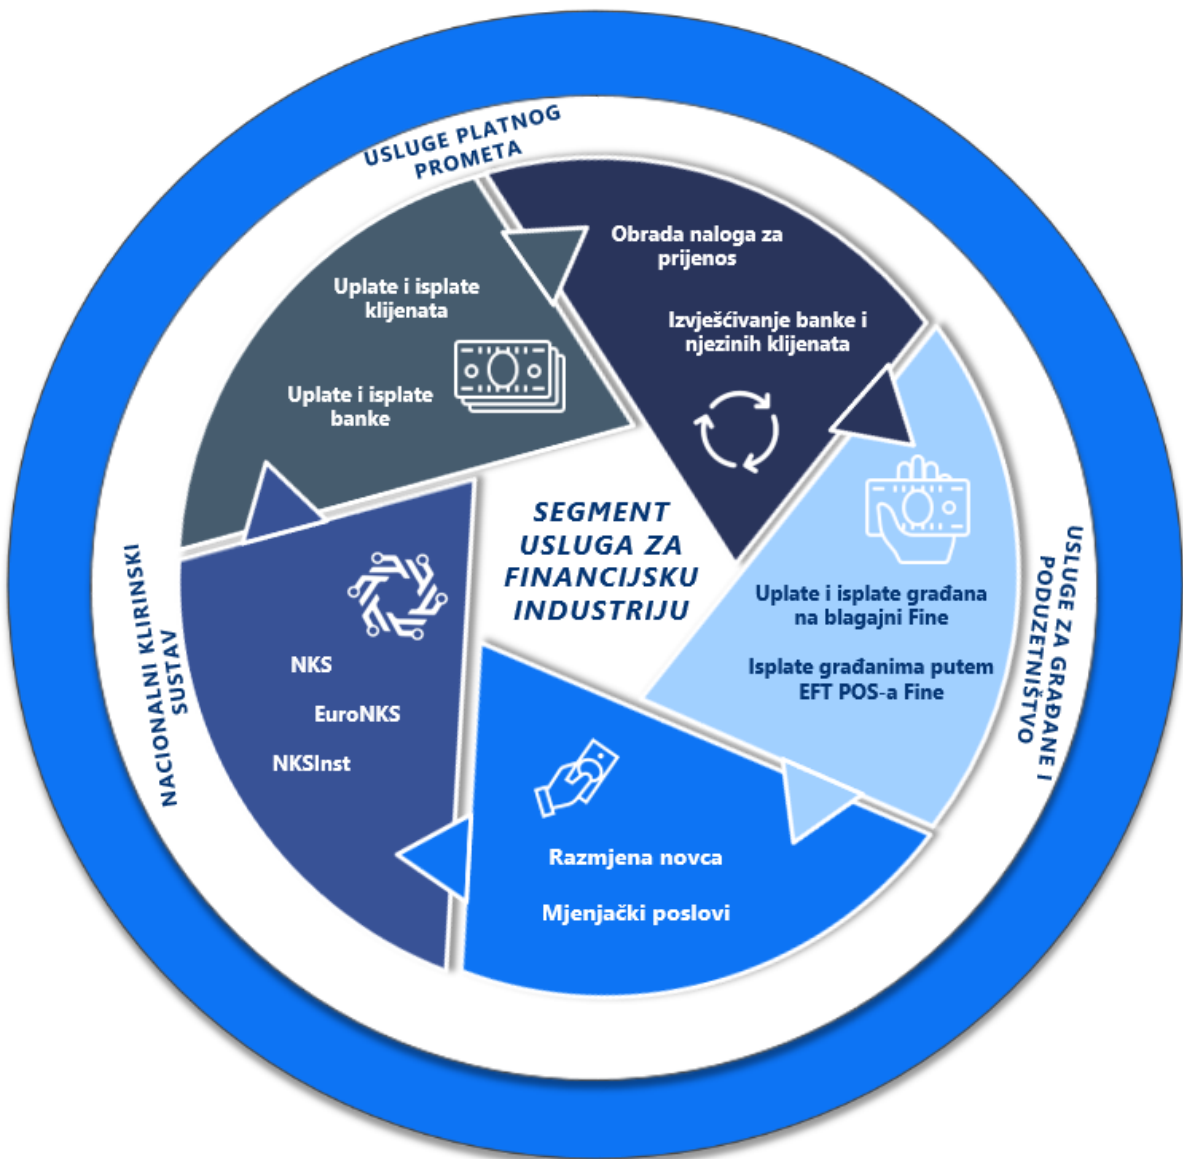 USLUGE PLATNOG
PROMETA
Obrada naloga za
prijenos
Izvješćivanje banke i
njezinih klijenata
Uplate i isplate
klijenata
Uplate i isplate
banke
SEGMENT
USLUGA ZA
FINANCIJSKU
INDUSTRIJU
USLUGE ZA GRAĐANE I
PODUZETNIŠTVO
Uplate i isplate građana
na blagajni Fine
Isplate građanima putem
EFT POS-a Fine
NACIONALNI KLIRINSKI
SUSTAV
NKS
EuroNKS
NKSInst
Razmjena novca
Mjenjački poslovi